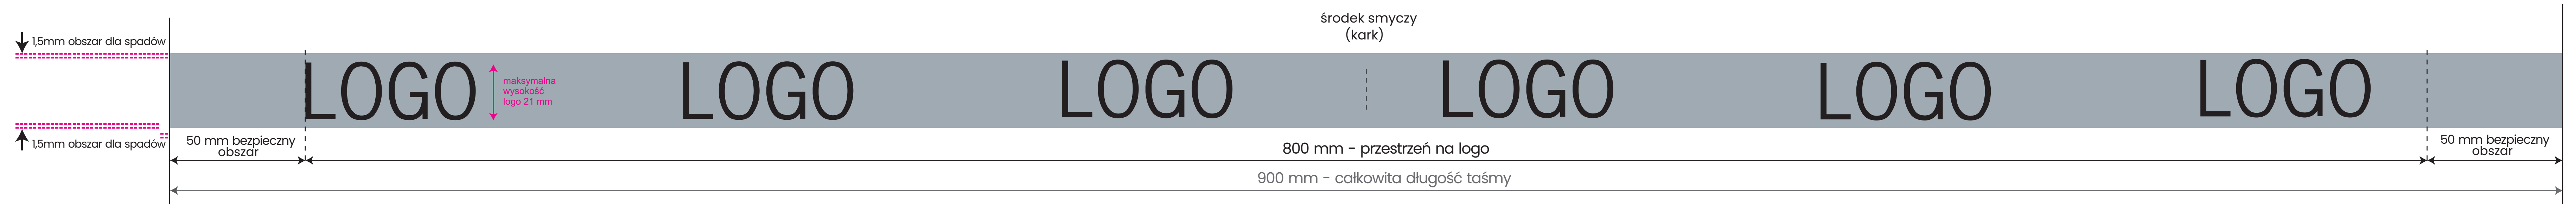 środek smyczy
(kark)
1,5mm obszar dla spadów
LOGO LOGO LOGO LOGO LOGO LOGO
maksymalna
wysokość
logo 21 mm
1,5mm obszar dla spadów
50 mm bezpieczny
obszar
800 mm - przestrzeń na logo
50 mm bezpieczny
obszar
900 mm - całkowita długość taśmy